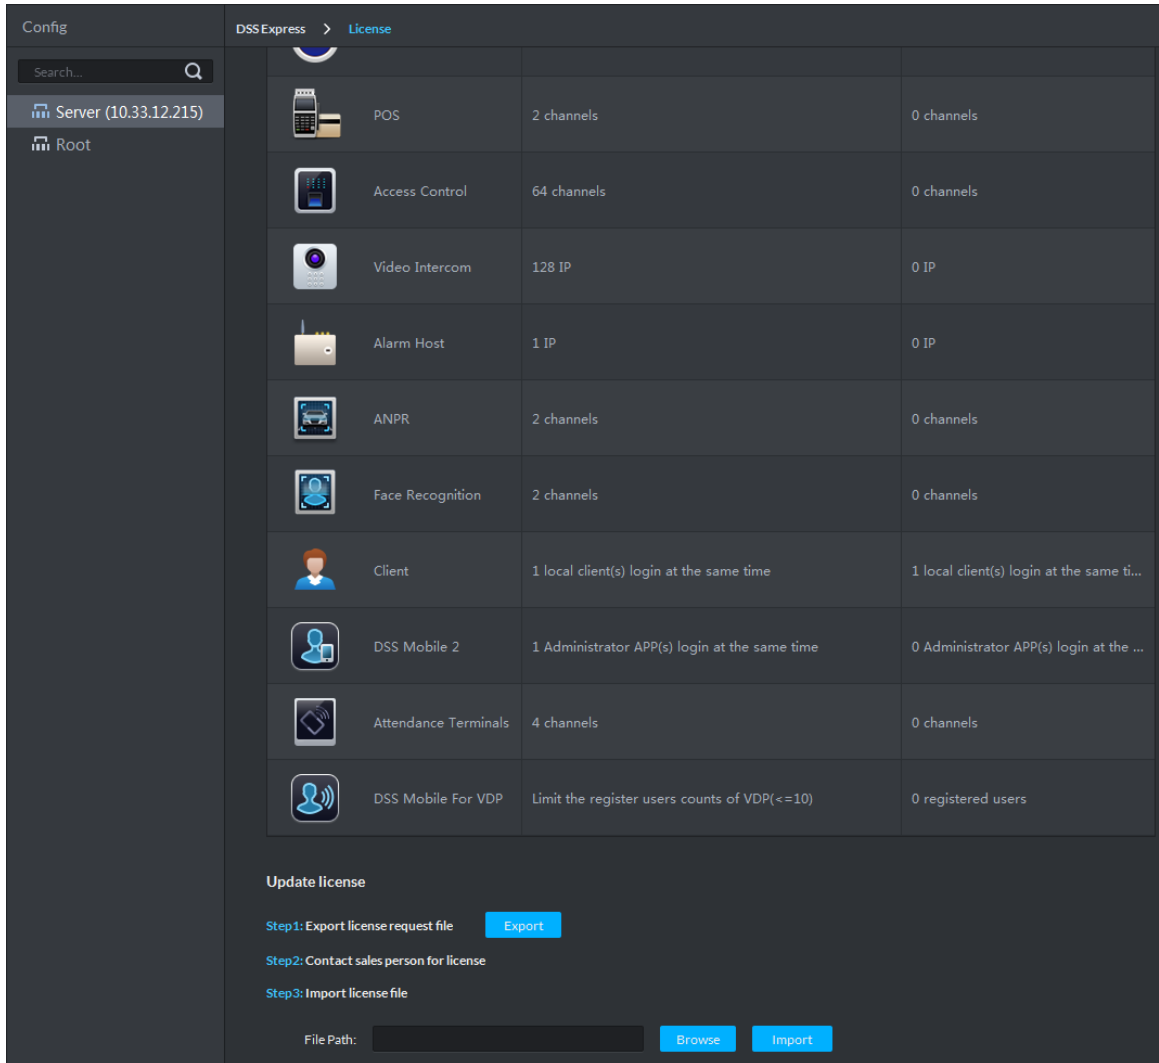 Config
DSS Express > License
Search...
Server (10.33.12.215)
Root
POS 2 channels 0 channels
Access Control 64 channels 0 channels
Video Intercom 128 IP 0 IP
Alarm Host 1 IP 0 IP
ANPR 2 channels 0 channels
Face Recognition 2 channels 0 channels
Client 1 local client(s) login at the same time 1 local client(s) login at the same ti...
DSS Mobile 2 1 Administrator APP(s) login at the same time 0 Administrator APP(s) login at the ...
Attendance Terminals 4 channels 0 channels
DSS Mobile For VDP Limit the register users counts of VDP(<=10) 0 registered users
Update license
Step1: Export license request file Export
Step2: Contact sales person for license
Step3: Import license file
File Path: Browse Import